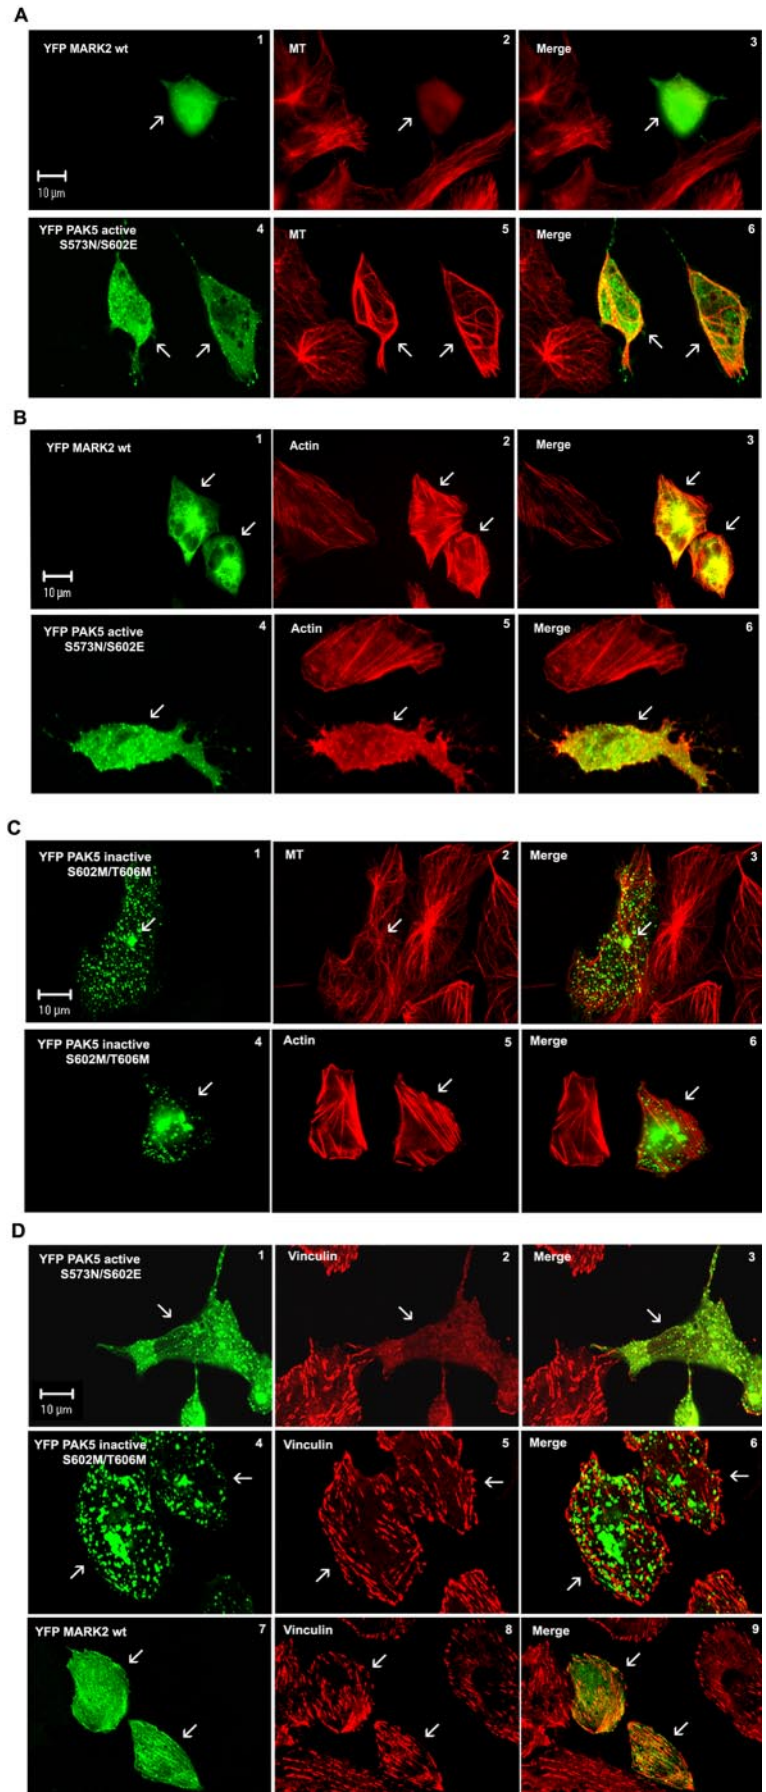 A
YFP MARK2 wt
1
MT
2
Merge
3
10 µm
YFP PAK5 active
S573N/S602E
4
MT
5
Merge
6
B
YFP MARK2 wt
1
Actin
2
Merge
3
10 µm
YFP PAK5 active
S573N/S602E
4
Actin
5
Merge
6
C
YFP PAK5 inactive
S602M/T606M
1
MT
2
Merge
3
10 µm
YFP PAK5 inactive
S602M/T606M
4
Actin
5
Merge
6
D
YFP PAK5 active
S573N/S602E
1
Vinculin
2
Merge
3
10 µm
YFP PAK5 inactive
S602M/T606M
4
Vinculin
5
Merge
6
YFP MARK2 wt
7
Vinculin
8
Merge
9